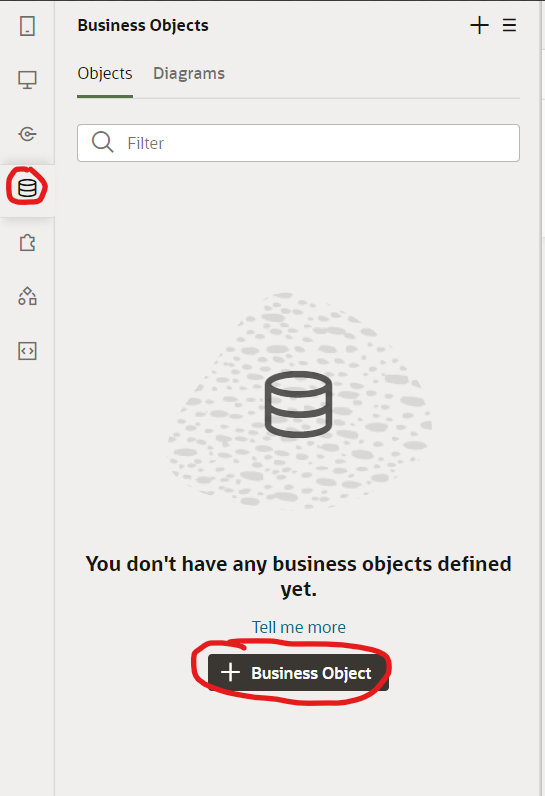 Business Objects
Objects Diagrams
Filter
You don't have any business objects defined
yet.
Tell me more
Business Object